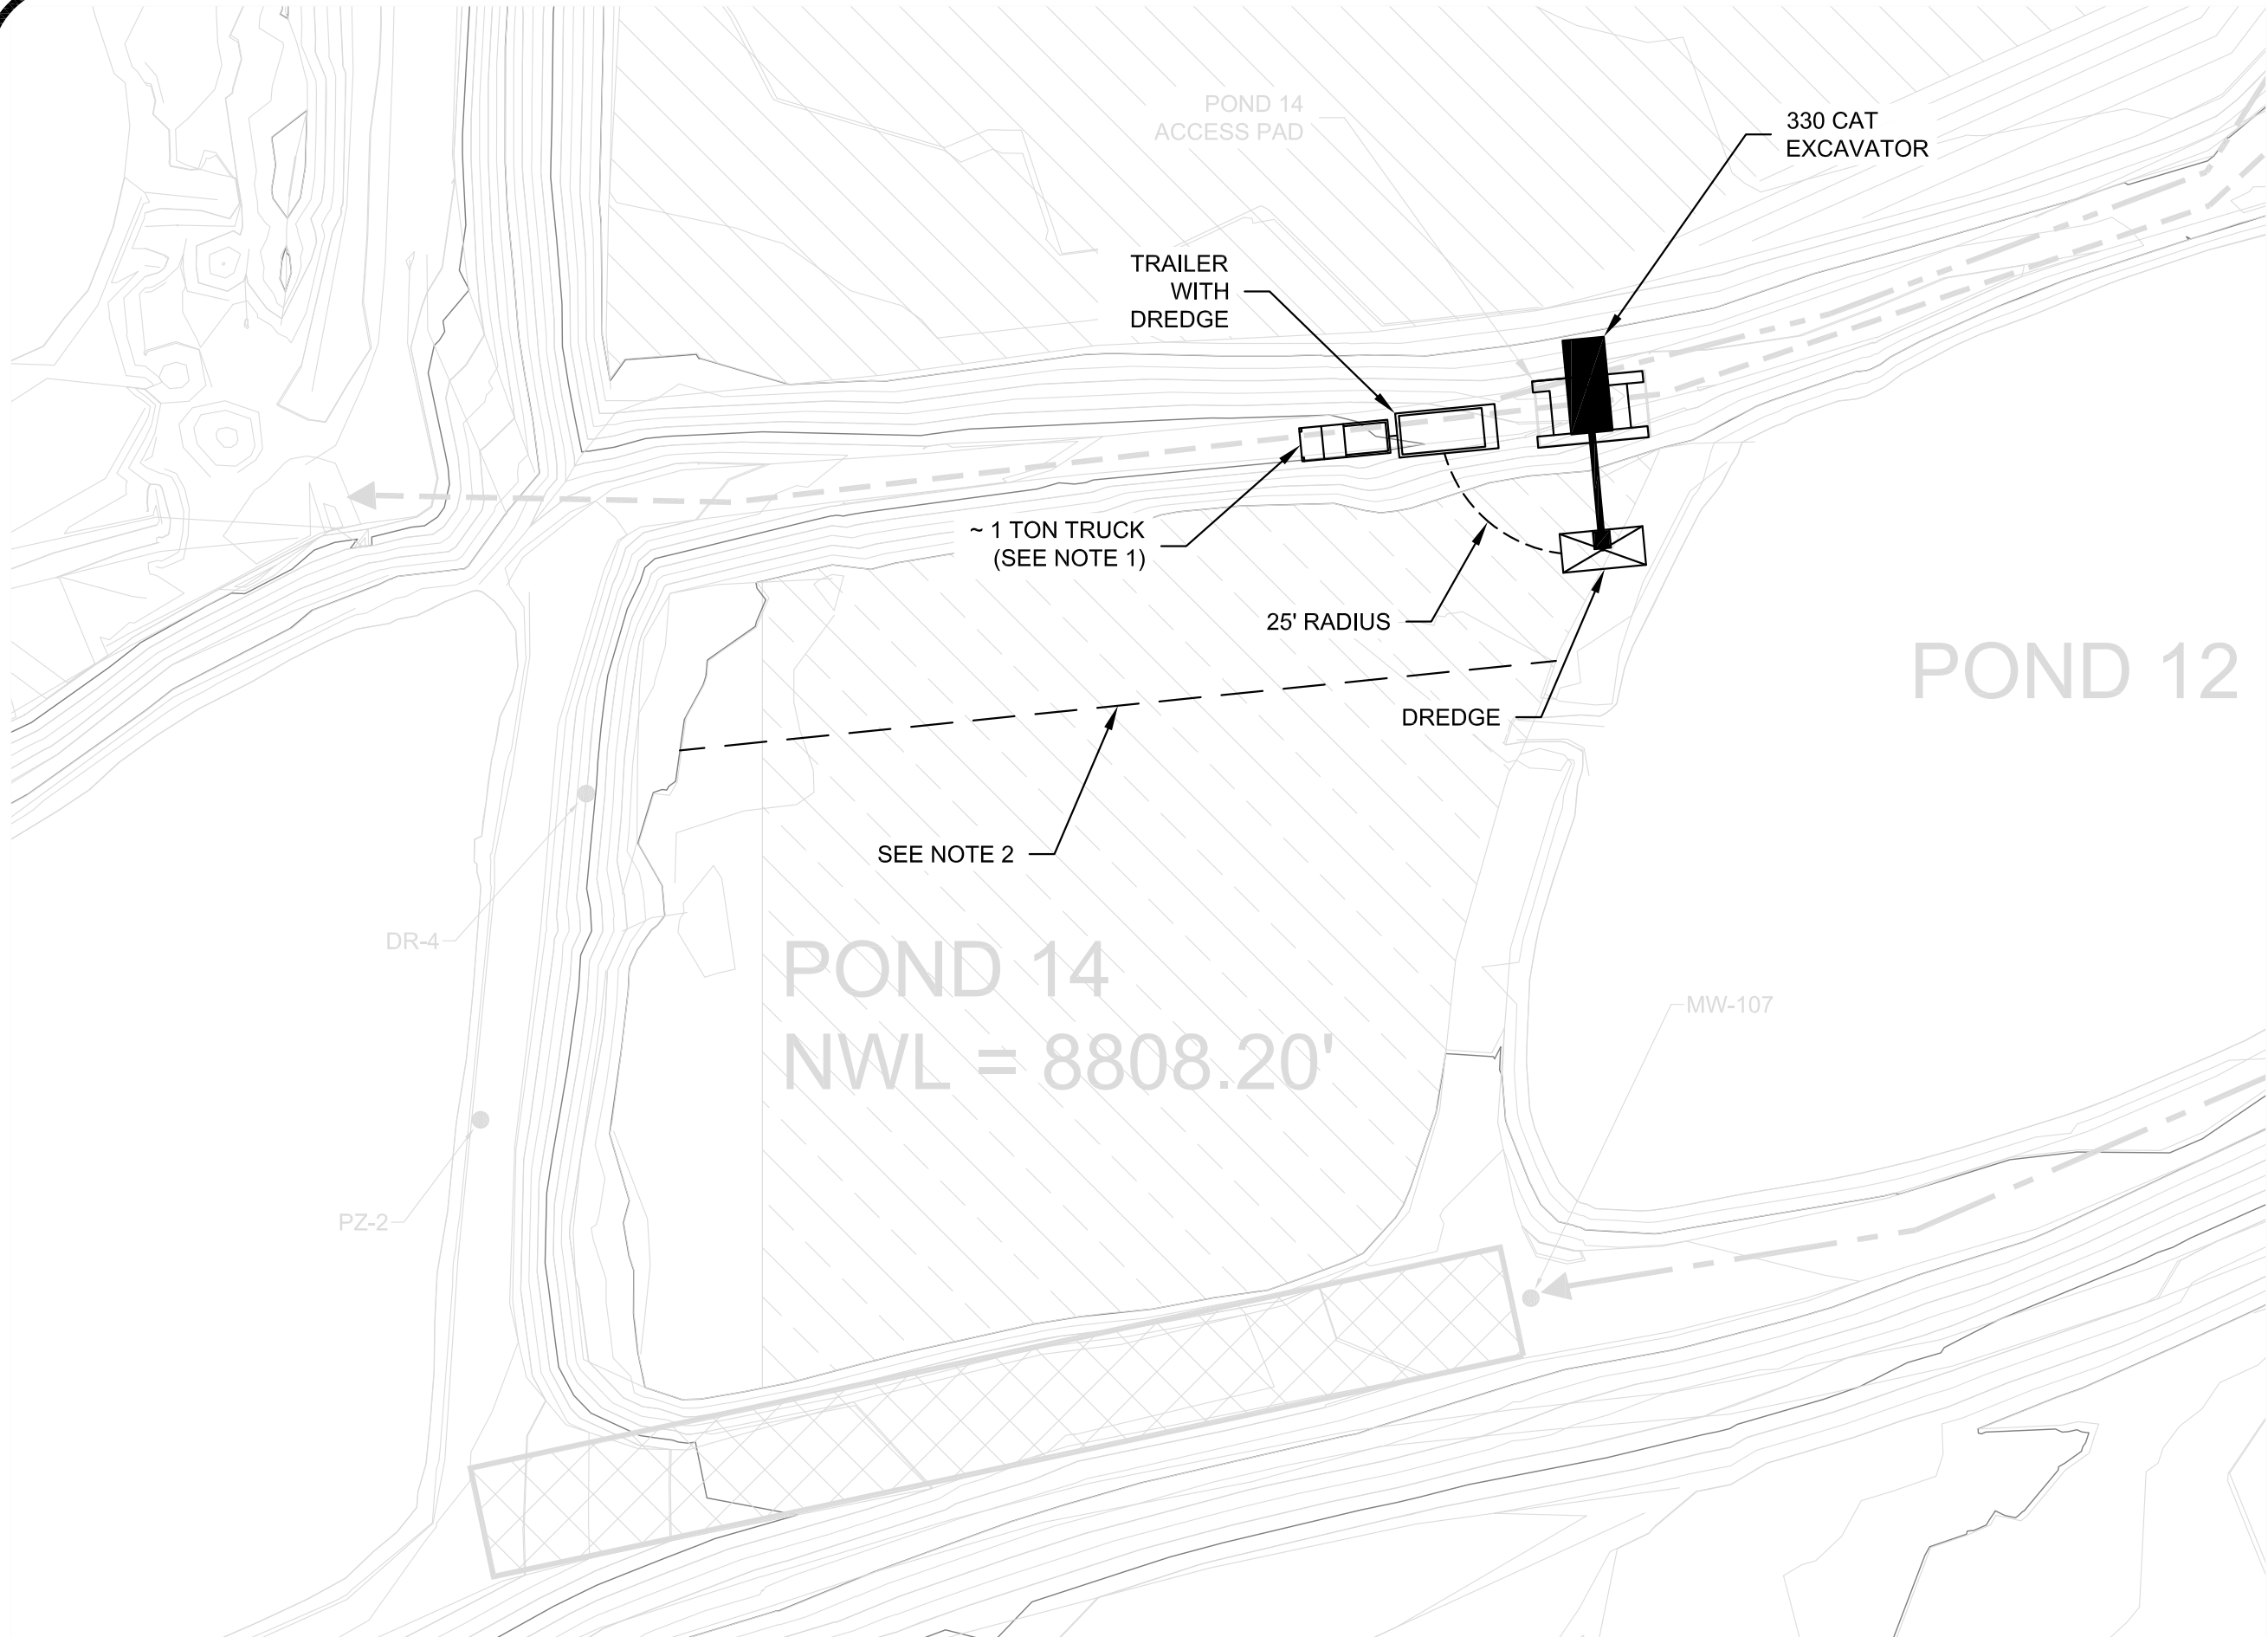 POND 14
ACCESS PAD
330 CAT
EXCAVATOR
TRAILER
WITH
DREDGE
~ 1 TON TRUCK
(SEE NOTE 1)
25' RADIUS
POND 12
DREDGE
SEE NOTE 2
DR-4
POND 14
NWL = 8808.20'
MW-107
PZ-2